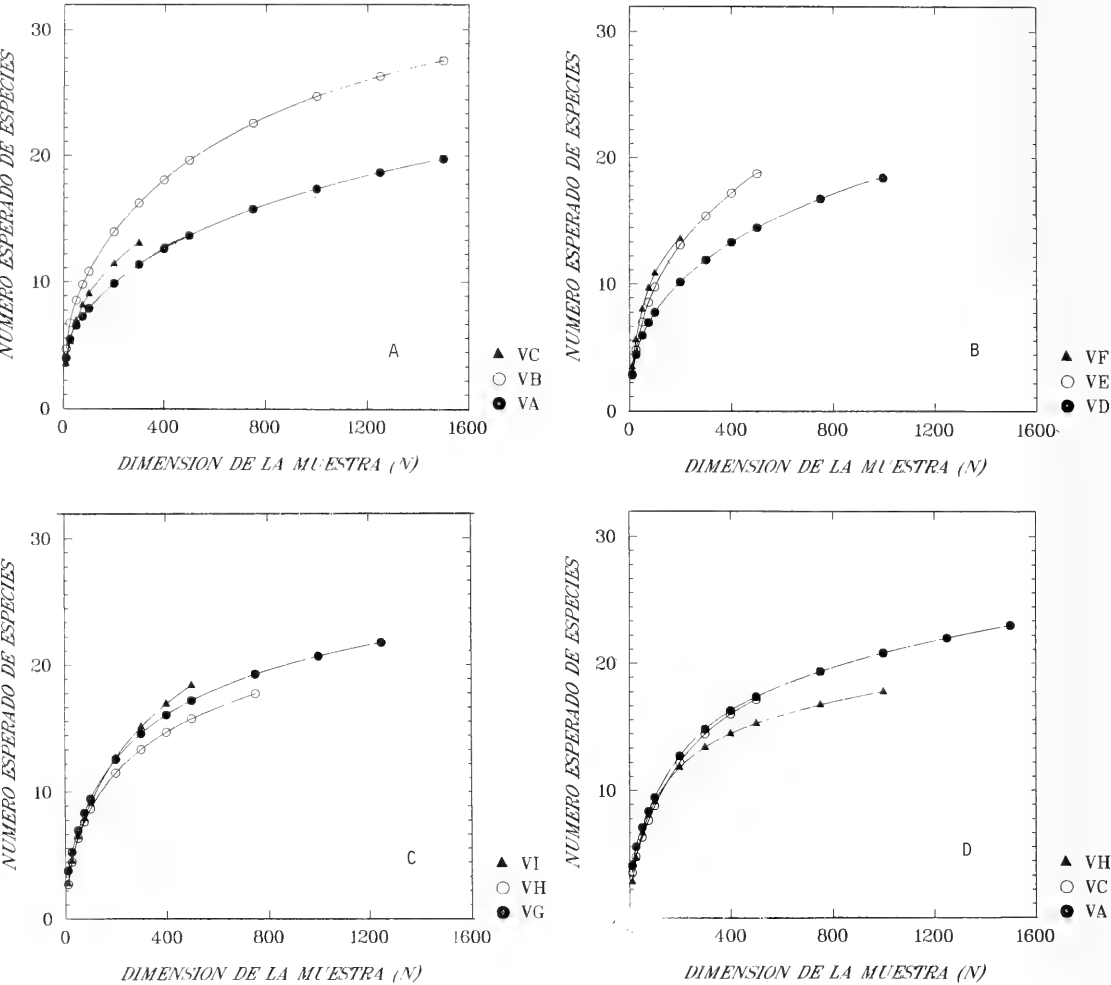 NUMERO ESPERADO DE ESPECIES
30
20
10
0
0 400 800 1200 1600
DIMENSION DE LA MUESTRA (N)
A
VC
VB
VA
NUMERO ESPERADO DE ESPECIES
30
20
10
0
0 400 800 1200 1600
DIMENSION DE LA MUESTRA (N)
B
VF
VE
VD
NUMERO ESPERADO DE ESPECIES
30
20
10
0
0 400 800 1200 1600
DIMENSION DE LA MUESTRA (N)
C
VI
VH
VG
NUMERO ESPERADO DE ESPECIES
30
20
10
400 800 1200 1600
DIMENSION DE LA MUESTRA (N)
D
VH
VC
VA